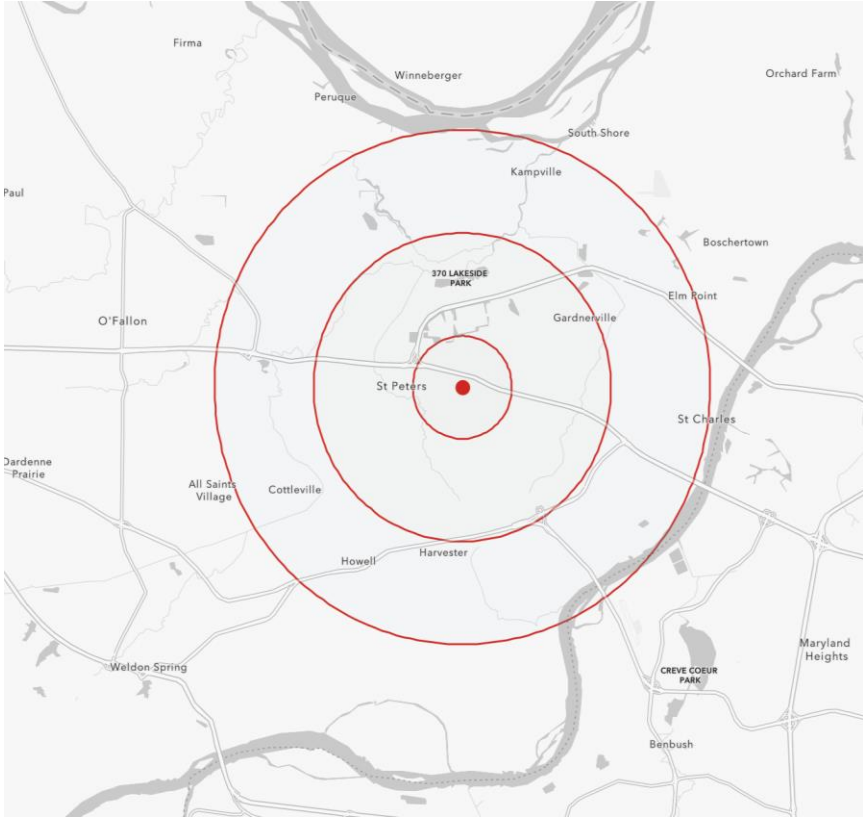 Firma
Winneberger
Orchard Farm
Peruque
South Shore
Kampville
Paul
Boschertown
370 LAKESIDE
PARK
Elm Point
O'Fallon
Gardnerville
St Peters
St Charles
Dardenne
Prairie
All Saints
Village
Cottleville
Harvester
Howell
Maryland
Heights
Weldon Spring
CREVE COEUR
PARK
Benbush